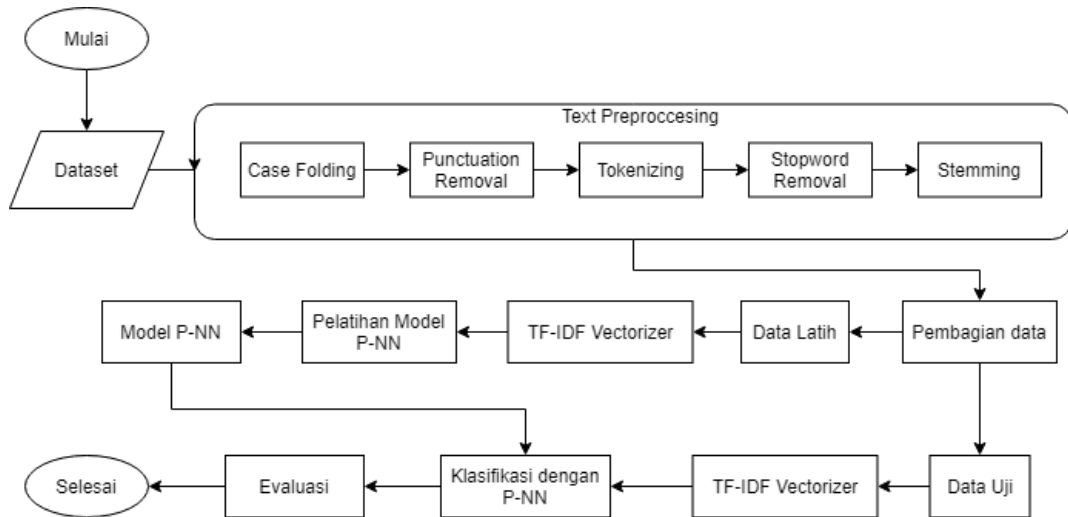 Mulai
Text Preproccesing
Dataset
Case Folding
Punctuation
Removal
Tokenizing
Stopword
Removal
Stemming
Model P-NN
Pelatihan Model
P-NN
TF-IDF Vectorizer
Data Latih
Pembagian data
Selesai
Evaluasi
Klasifikasi dengan
P-NN
TF-IDF Vectorizer
Data Uji